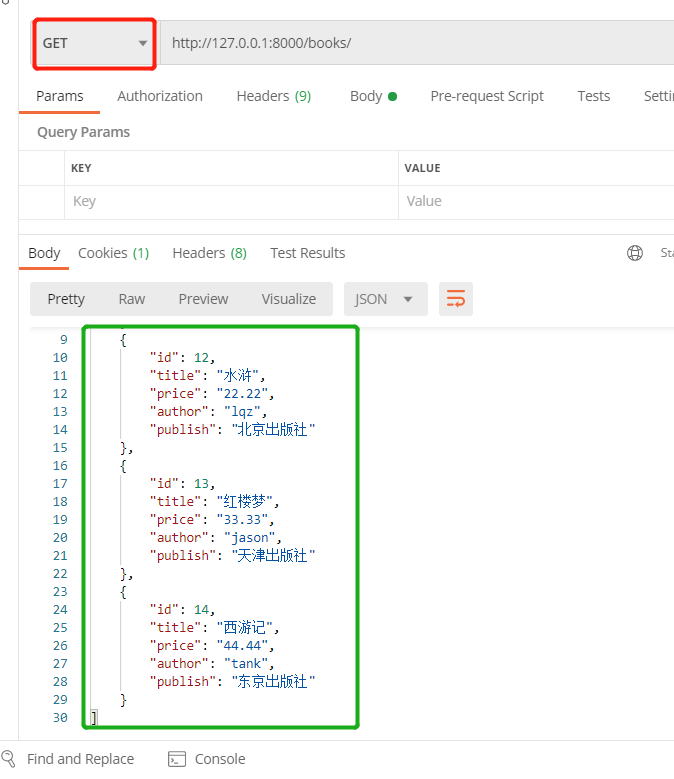 GET http://127.0.0.1:8000/books/
Params Authorization Headers (9) Body Pre-request Script Tests Setti
Query Params
KEY VALUE
Key Value
Body Cookies (1) Headers (8) Test Results Sta
Pretty Raw Preview Visualize JSON
9 {
10 "id": 12,
11 "title": "水浒",
12 "price": "22.22",
13 "author": "lqz",
14 "publish": "北京出版社"
15 },
16 {
17 "id": 13,
18 "title": "红楼梦",
19 "price": "33.33",
20 "author": "jason",
21 "publish": "天津出版社"
22 },
23 {
24 "id": 14,
25 "title": "西游记",
26 "price": "44.44",
27 "author": "tank",
28 "publish": "东京出版社"
29 }
30 ]
Find and Replace Console